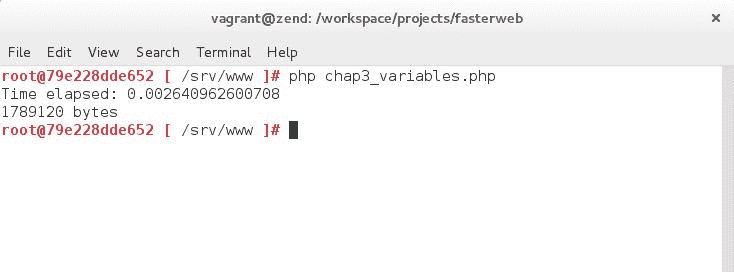 vagrant@zend: /workspace/projects/fasterweb
File Edit View Search Terminal Help
root@79e228dde652 [ /srv/www ]# php chap3_variables.php
Time elapsed: 0.002640962600708
1789120 bytes
root@79e228dde652 [ /srv/www ]#